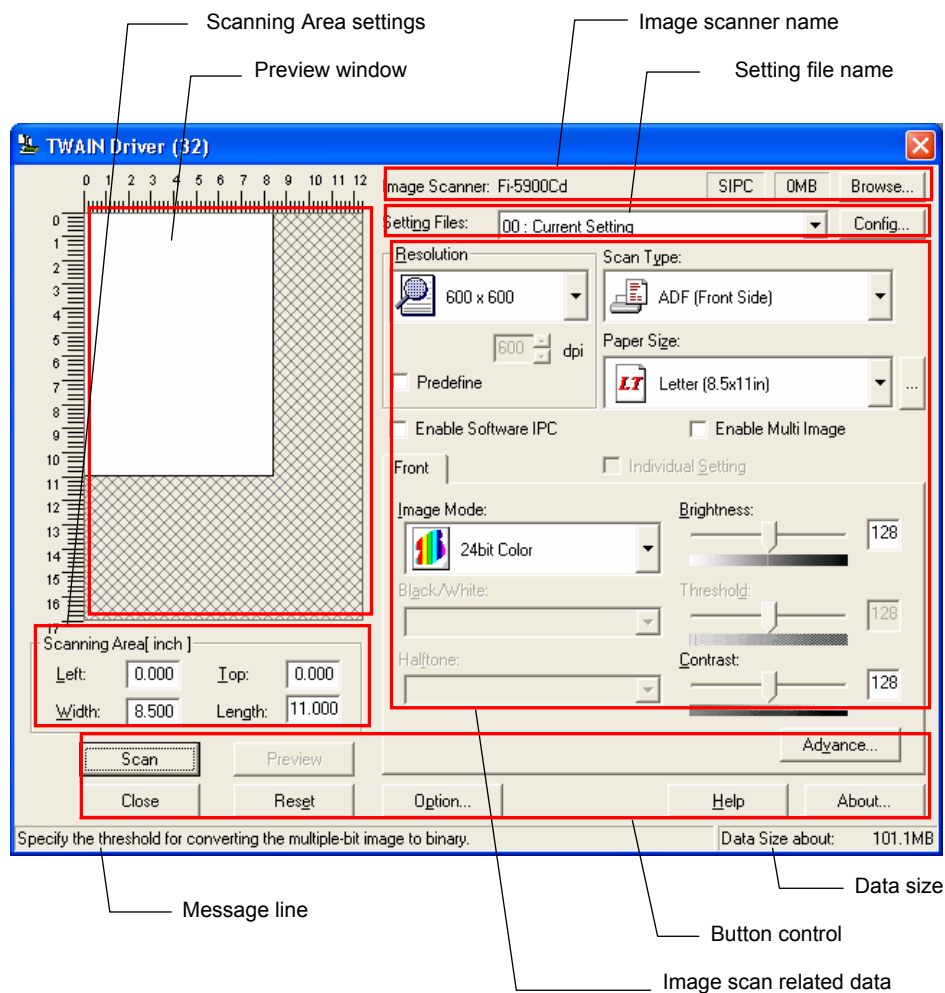 Scanning Area settings
Image scanner name
Preview window
Setting file name
TWAIN Driver (32)
0 1 2 3 4 5 6 7 8 9 10 11 12
Image Scanner: Fi-5900Cd SIPC 0MB Browse...
Setting Files: 00 : Current Setting Config...
0
1
2
3
4
5
6
7
8
9
10
11
12
13
14
15
16
17
Resolution
600 x 600
600 dpi
Predefine
Scan Type:
ADF (Front Side)
Paper Size:
LT Letter (8.5x11in) ...
Enable Software IPC
Enable Multi Image
Front
Individual Setting
Image Mode:
24bit Color
Black/White:
Halftone:
Brightness:
128
Threshold:
128
Contrast:
128
Scanning Area[ inch ]
Left: 0.000 Top: 0.000
Width: 8.500 Length: 11.000
Advance...
Scan Preview
Close Reset Option... Help About...
Specify the threshold for converting the multiple-bit image to binary.
Data Size about: 101.1MB
Data size
Message line
Button control
Image scan related data